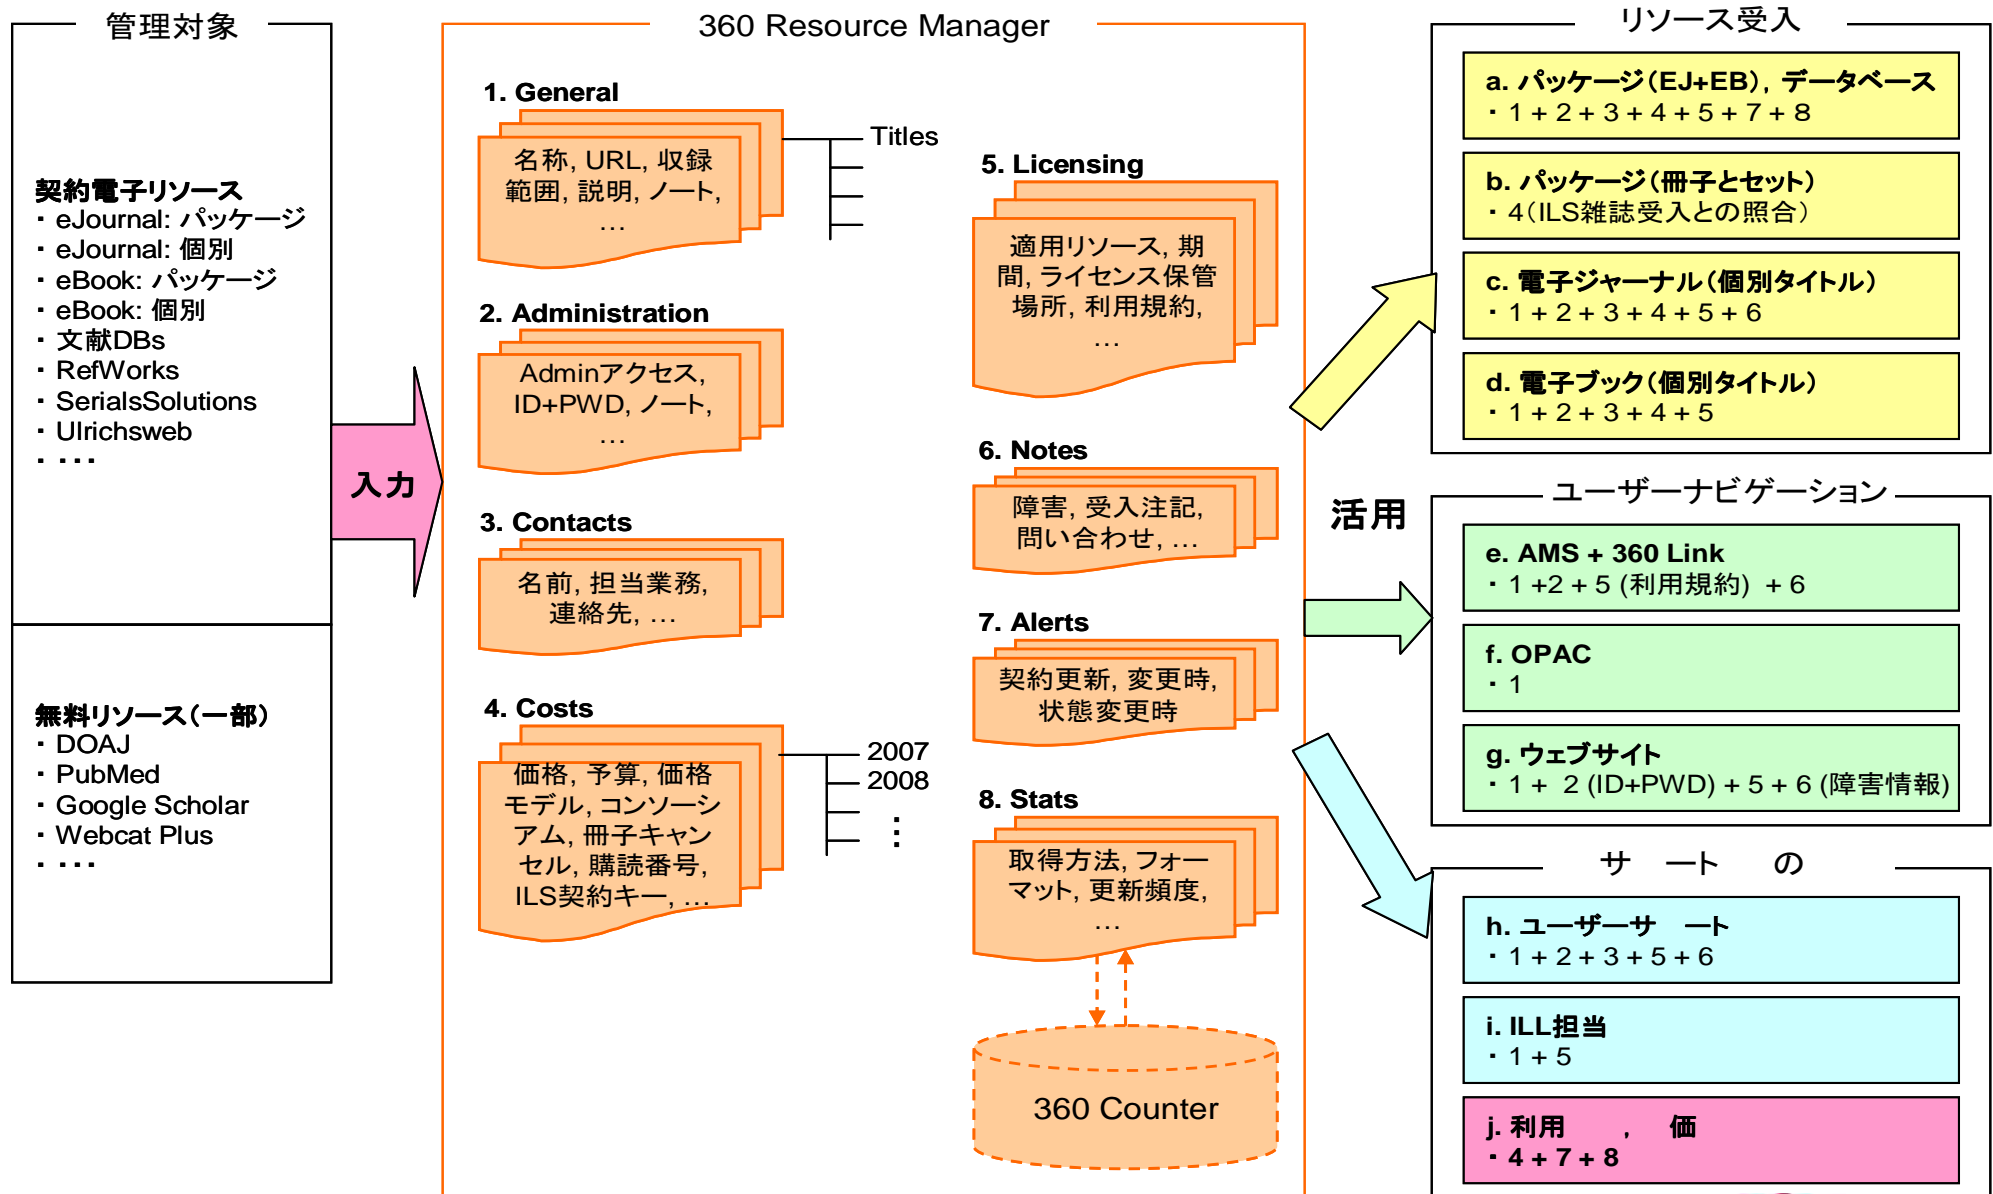 管理対象
契約電子リソース
・ eJournal: パッケージ
・ eJournal: 個別
・ eBook: パッケージ
・ eBook: 個別
・ 文献DBs
・ RefWorks
・ SerialsSolutions
・ Ulrichsweb
・ ・・・
無料リソース（一部）
・ DOAJ
・ PubMed
・ Google Scholar
・ Webcat Plus
・ ・・・
入力
360 Resource Manager
1. General
名称, URL, 収録
範囲, 説明, ノート,
…
Titles
2. Administration
Adminアクセス,
ID+PWD, ノート,
…
3. Contacts
名前, 担当業務,
連絡先, …
4. Costs
価格, 予算, 価格
モデル, コンソーシ
アム, 冊子キャン
セル, 購読番号,
ILS契約キー, …
2007
2008
⋮
5. Licensing
適用リソース, 期
間, ライセンス保管
場所, 利用規約,
…
6. Notes
障害, 受入注記,
問い合わせ, …
7. Alerts
契約更新, 変更時,
状態変更時
8. Stats
取得方法, フォー
マット, 更新頻度,
…
360 Counter
活用
リソース受入
a. パッケージ（EJ+EB）, データベース
・ 1 + 2 + 3 + 4 + 5 + 7 + 8
b. パッケージ（冊子とセット）
・ 4（ILS雑誌受入との照合）
c. 電子ジャーナル（個別タイトル）
・ 1 + 2 + 3 + 4 + 5 + 6
d. 電子ブック（個別タイトル）
・ 1 + 2 + 3 + 4 + 5
ユーザーナビゲーション
e. AMS + 360 Link
・ 1 +2 + 5 (利用規約) + 6
f. OPAC
・ 1
g. ウェブサイト
・ 1 + 2 (ID+PWD) + 5 + 6 (障害情報)
サ ート の
h. ユーザーサ ート
・ 1 + 2 + 3 + 5 + 6
i. ILL担当
・ 1 + 5
j. 利用 , 価
・ 4 + 7 + 8